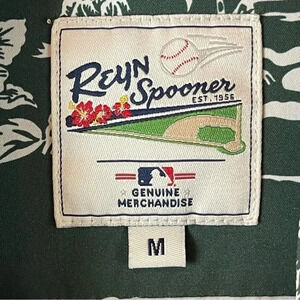 REYN
Spooner
EST. 1956
GENUINE
MERCHANDISE
M